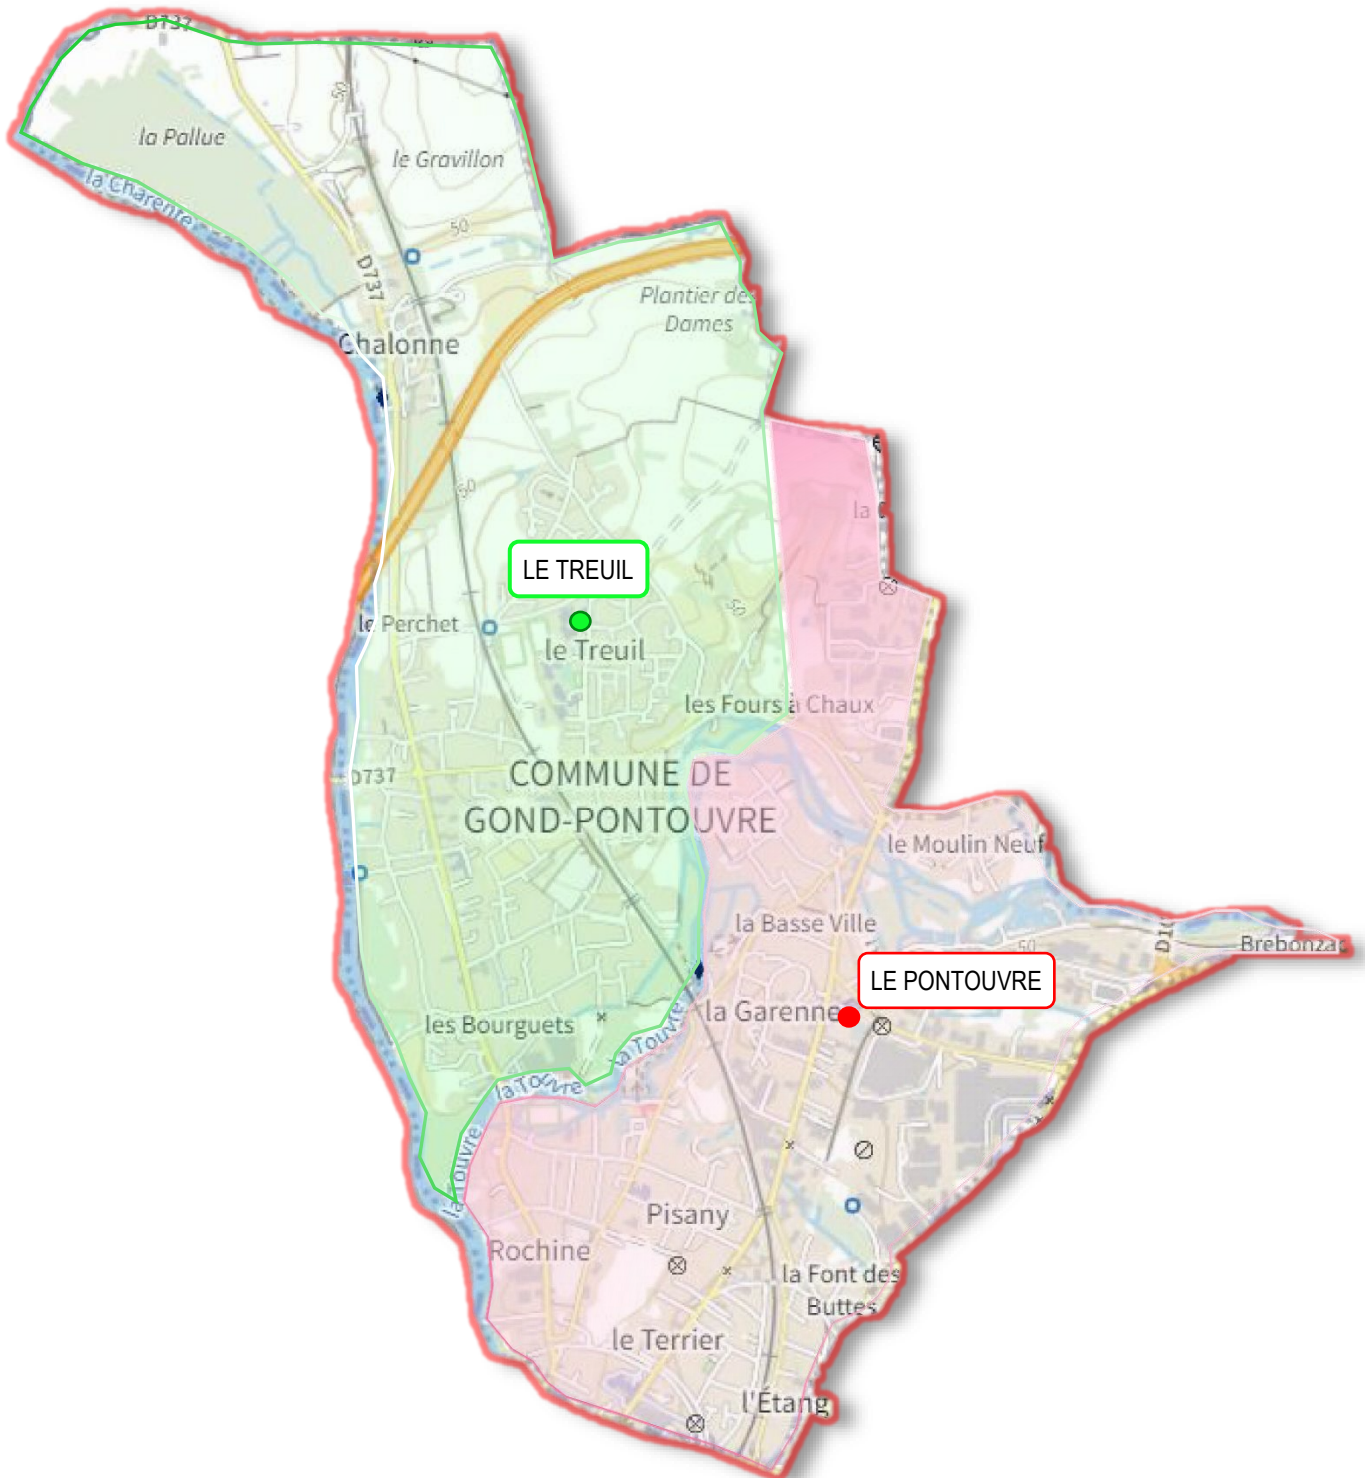 D737
la Pallue
le Gravillon
50
la Charente
50
D737
Plantier des
Dames
Chalonne
50
la
LE TREUIL
50
le Perchet
le Treuil
les Fours à Chaux
D737
COMMUNE DE
GOND-PONTOUVRE
le Moulin Neuf
la Basse Ville
50
Brebonzac
LE PONTOUVRE
la Garenne
les Bourguets
la Touvre
la Touvre
la Touvre
Pisany
Rochine
la Font des
Buttes
le Terrier
l'Étang